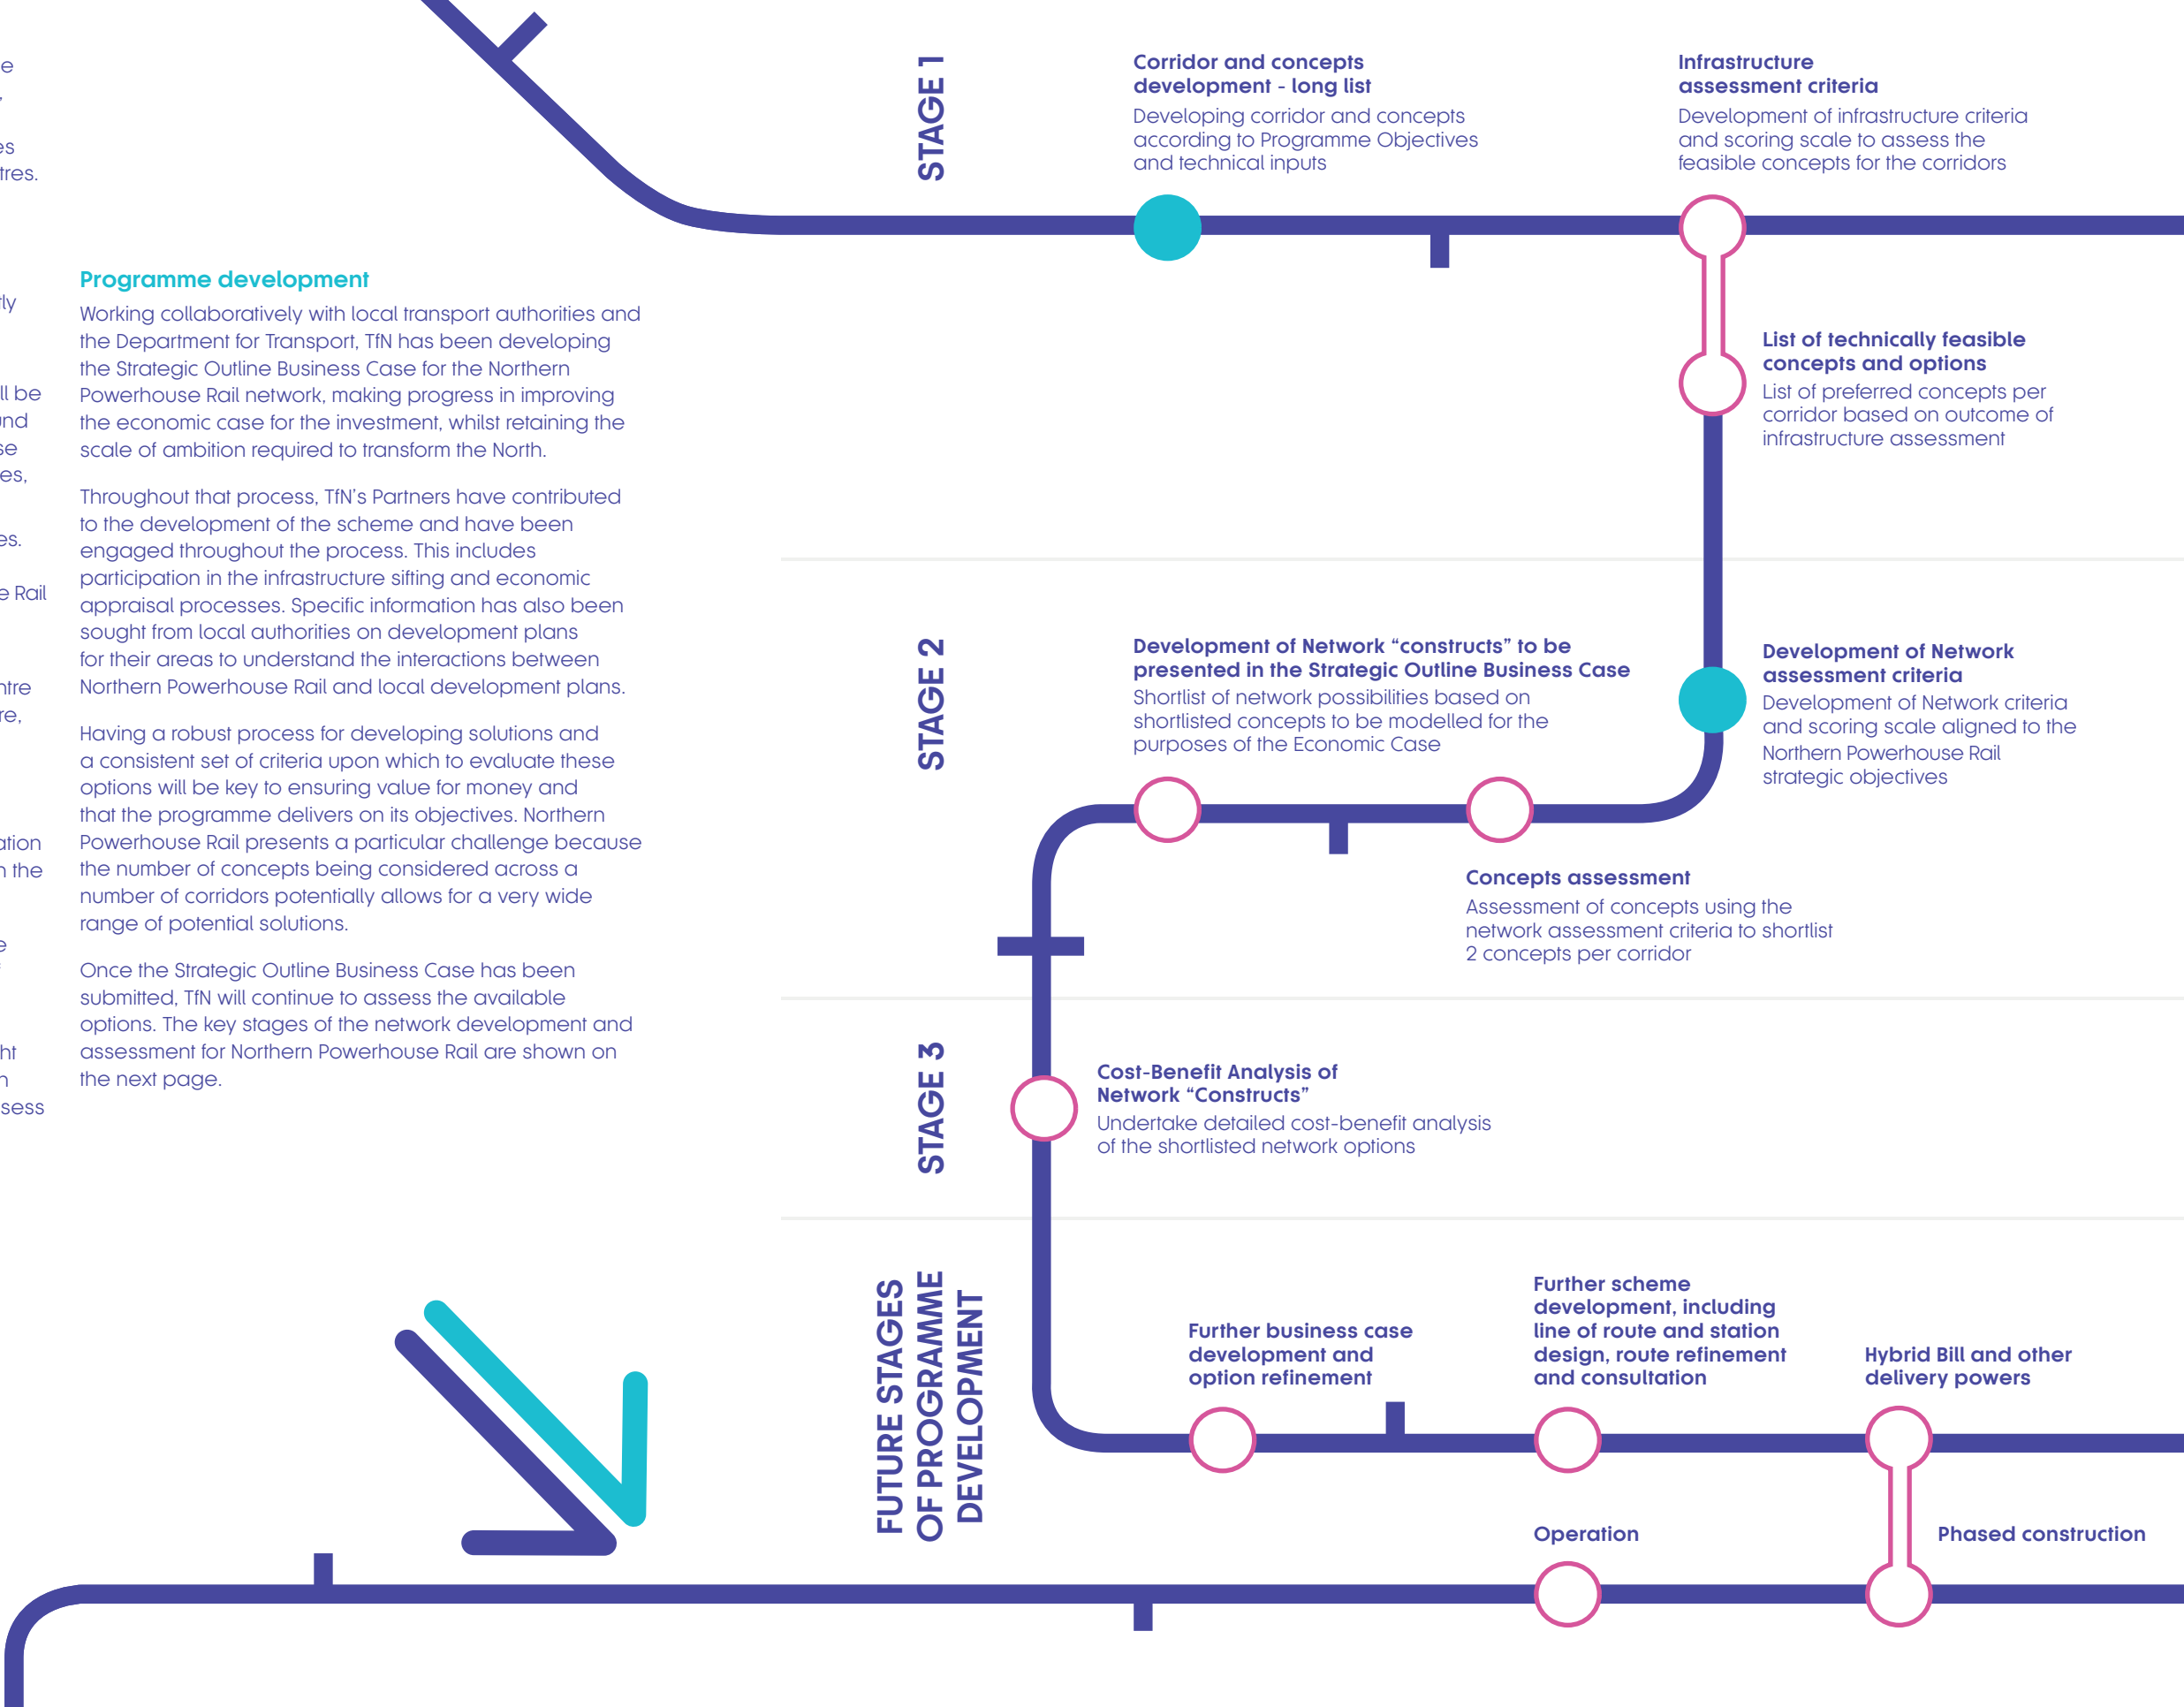 e
,
es
tres.
tly
ll be
und
se
es,
es.
e Rail
ntre
re,
ation
n the
e
ht
n
sess
Programme development
Working collaboratively with local transport authorities and
the Department for Transport, TfN has been developing
the Strategic Outline Business Case for the Northern
Powerhouse Rail network, making progress in improving
the economic case for the investment, whilst retaining the
scale of ambition required to transform the North.
Throughout that process, TfN’s Partners have contributed
to the development of the scheme and have been
engaged throughout the process. This includes
participation in the infrastructure sifting and economic
appraisal processes. Specific information has also been
sought from local authorities on development plans
for their areas to understand the interactions between
Northern Powerhouse Rail and local development plans.
Having a robust process for developing solutions and
a consistent set of criteria upon which to evaluate these
options will be key to ensuring value for money and
that the programme delivers on its objectives. Northern
Powerhouse Rail presents a particular challenge because
the number of concepts being considered across a
number of corridors potentially allows for a very wide
range of potential solutions.
Once the Strategic Outline Business Case has been
submitted, TfN will continue to assess the available
options. The key stages of the network development and
assessment for Northern Powerhouse Rail are shown on
the next page.
STAGE 1
Corridor and concepts
development - long list
Developing corridor and concepts
according to Programme Objectives
and technical inputs
Infrastructure
assessment criteria
Development of infrastructure criteria
and scoring scale to assess the
feasible concepts for the corridors
List of technically feasible
concepts and options
List of preferred concepts per
corridor based on outcome of
infrastructure assessment
STAGE 2
Development of Network “constructs” to be
presented in the Strategic Outline Business Case
Shortlist of network possibilities based on
shortlisted concepts to be modelled for the
purposes of the Economic Case
Development of Network
assessment criteria
Development of Network criteria
and scoring scale aligned to the
Northern Powerhouse Rail
strategic objectives
Concepts assessment
Assessment of concepts using the
network assessment criteria to shortlist
2 concepts per corridor
STAGE 3
Cost-Benefit Analysis of
Network “Constructs”
Undertake detailed cost-benefit analysis
of the shortlisted network options
FUTURE STAGES
OF PROGRAMME
DEVELOPMENT
Further business case
development and
option refinement
Further scheme
development, including
line of route and station
design, route refinement
and consultation
Hybrid Bill and other
delivery powers
Operation
Phased construction